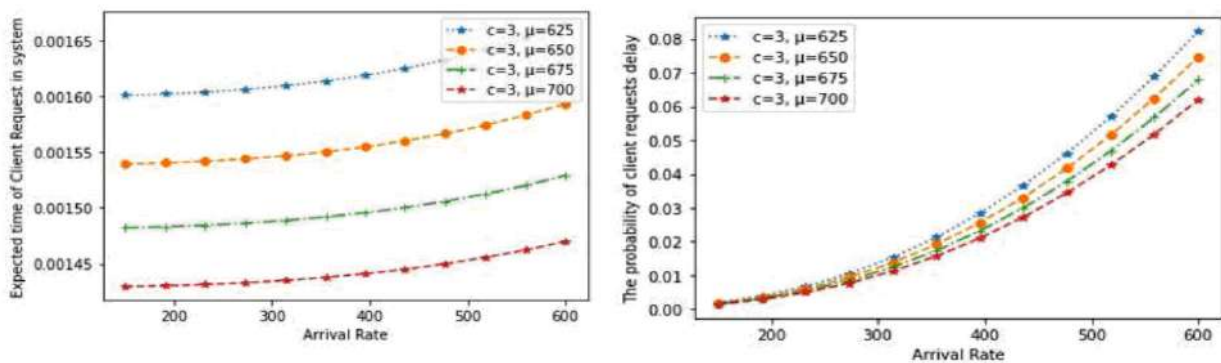 Expected time of Client Request in system
0.00165
0.00160
0.00155
0.00150
0.00145
c=3, μ=625
c=3, μ=650
c=3, μ=675
c=3, μ=700
200 300 400 500 600
Arrival Rate
The probability of client requests delay
0.08
0.07
0.06
0.05
0.04
0.03
0.02
0.01
0.00
c=3, μ=625
c=3, μ=650
c=3, μ=675
c=3, μ=700
200 300 400 500 600
Arrival Rate